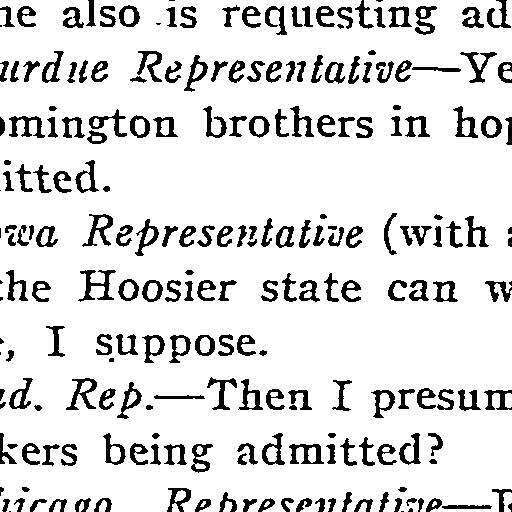 he also is requesting ad
urdue Representative—Ye
omington brothers in hop
itted.
owa Representative (with a
the Hoosier state can w
e, I suppose.
ad. Rep.—Then I presum
kers being admitted?
hicago Representative—R